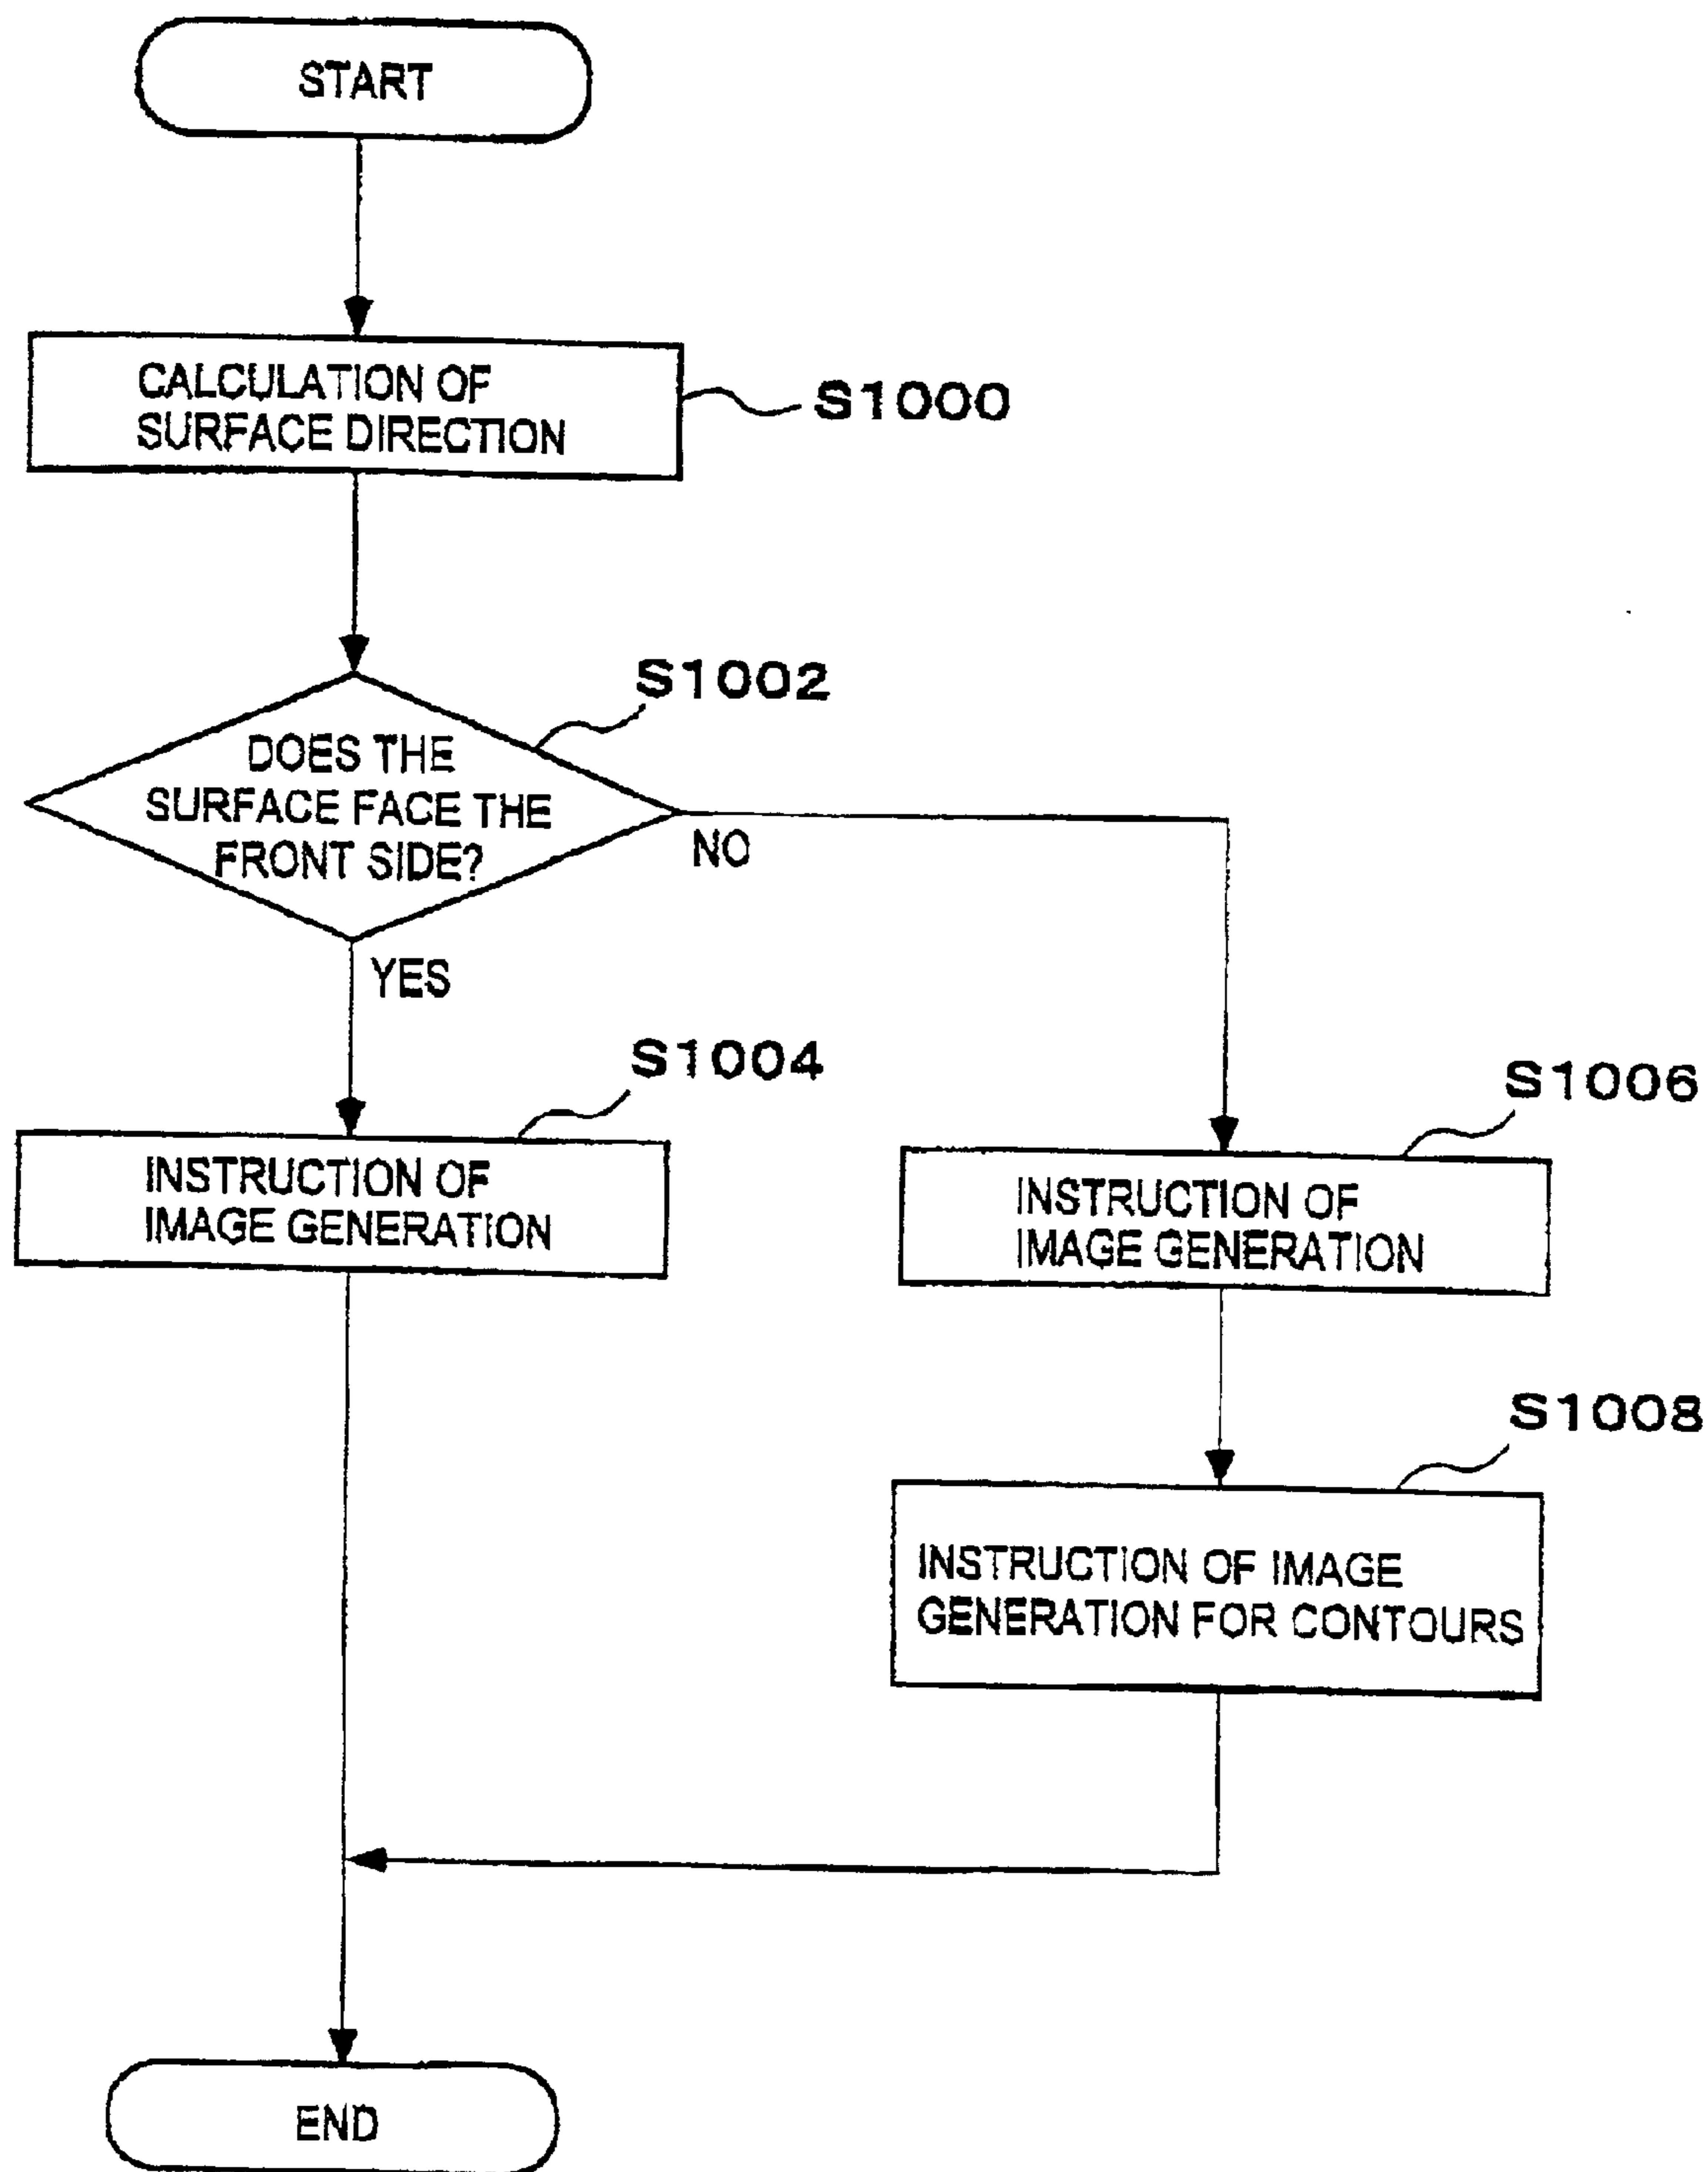 START
CALCULATION OF
SURFACE DIRECTION
S1000
S1002
DOES THE
SURFACE FACE THE
FRONT SIDE?
NO
YES
S1004
INSTRUCTION OF
IMAGE GENERATION
S1006
INSTRUCTION OF
IMAGE GENERATION
S1008
INSTRUCTION OF IMAGE
GENERATION FOR CONTOURS
END